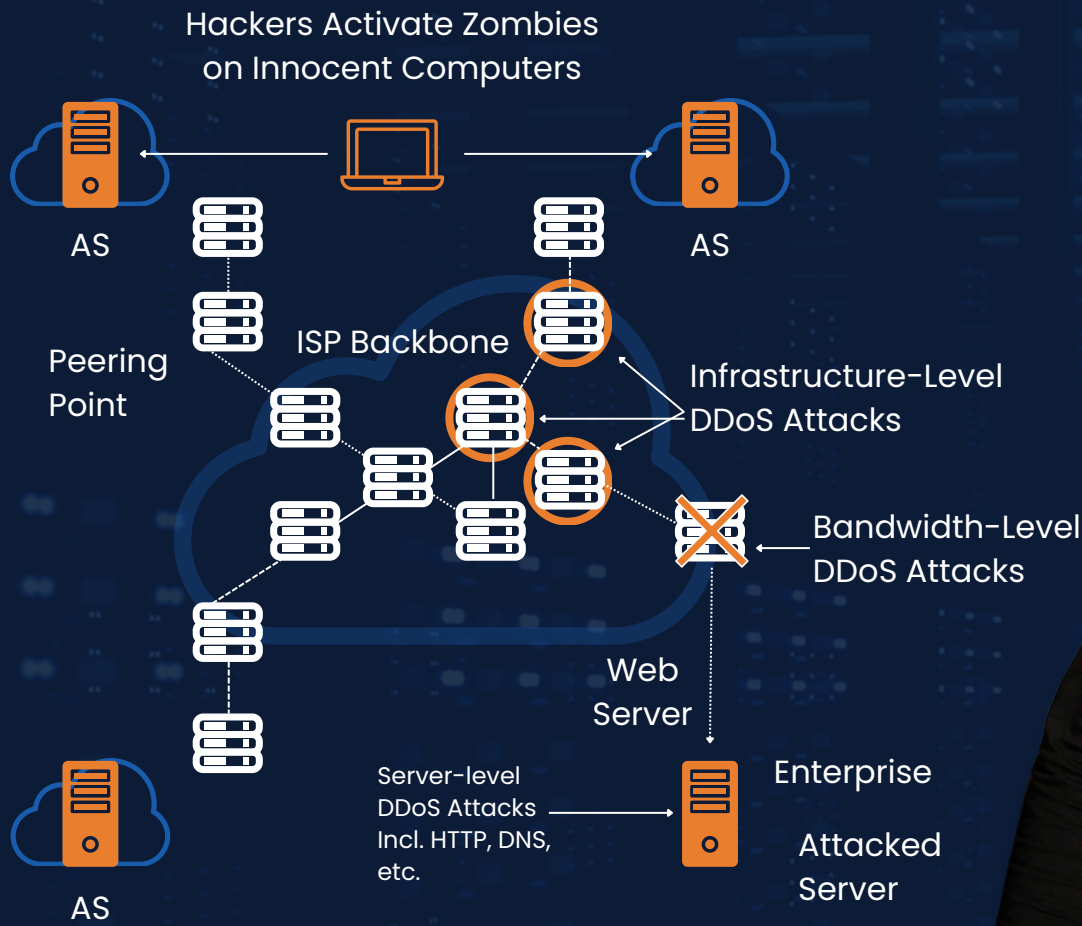 Hackers Activate Zombies
on Innocent Computers
AS
AS
Peering
Point
ISP Backbone
Infrastructure-Level
DDoS Attacks
Bandwidth-Level
DDoS Attacks
Web
Server
Server-level
DDoS Attacks
Incl. HTTP, DNS,
etc.
Enterprise
Attacked
Server
AS